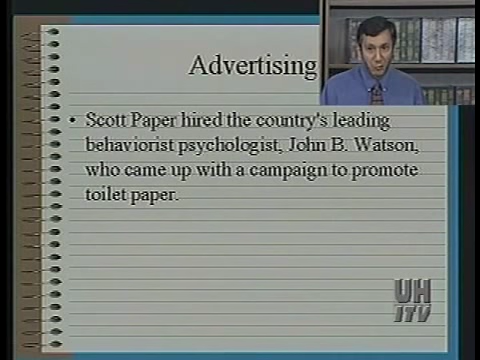 Advertising
• Scott Paper hired the country's leading
behaviorist psychologist, John B. Watson,
who came up with a campaign to promote
toilet paper.
UH
ITV